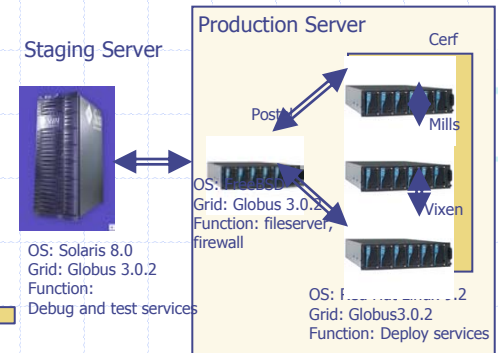 Production Server
Staging Server
Cerf
Mills
Vixen
OS:
Grid: Globus 3.0.2
Function: fileserver,
firewall
OS: Solaris 8.0
Grid: Globus 3.0.2
Function:
Debug and test services
OS:
Grid: Globus3.0.2
Function: Deploy services